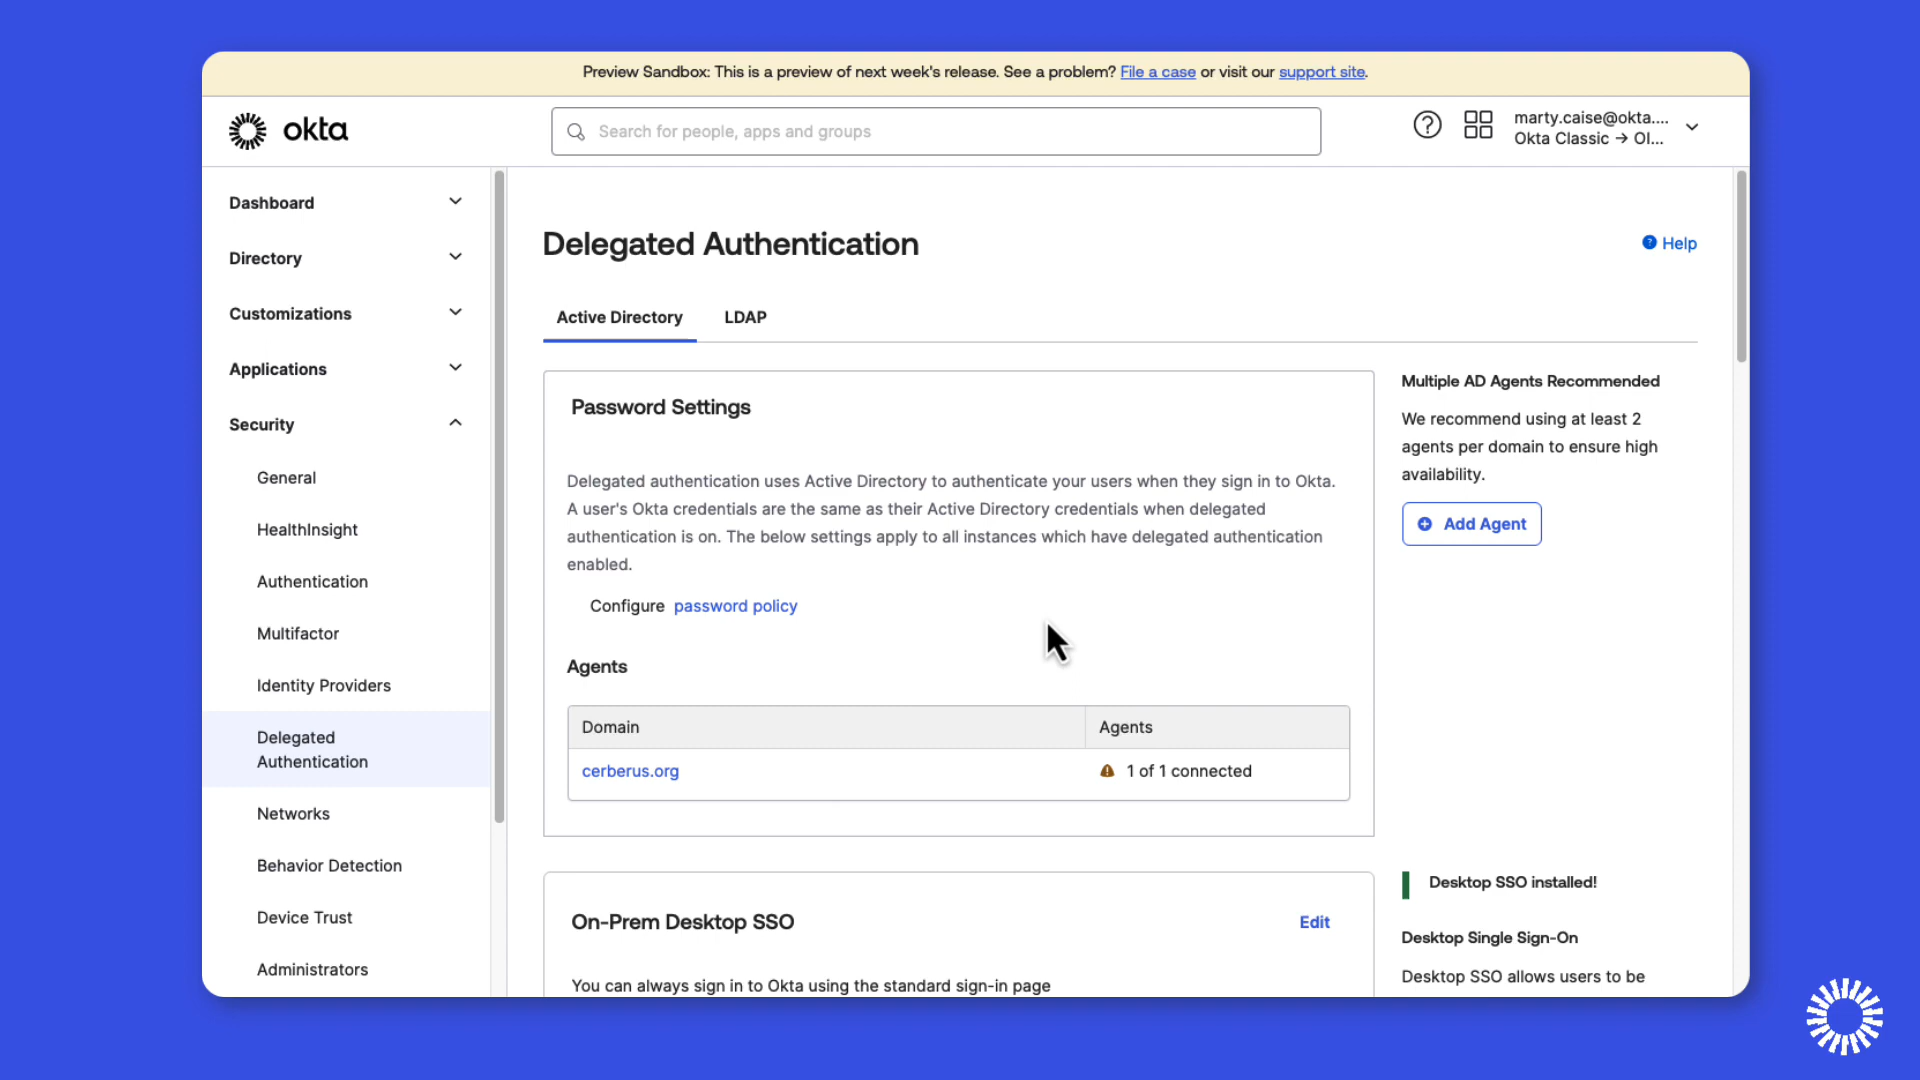 Preview Sandbox: This is a preview of next week's release. See a problem? File a case or visit our support site.
okta
Search for people, apps and groups
marty.caise@okta....
Okta Classic → Ol...
Dashboard
Directory
Customizations
Applications
Security
General
HealthInsight
Authentication
Multifactor
Identity Providers
Delegated
Authentication
Networks
Behavior Detection
Device Trust
Administrators
Delegated Authentication
Help
Active Directory
LDAP
Password Settings
Delegated authentication uses Active Directory to authenticate your users when they sign in to Okta.
A user's Okta credentials are the same as their Active Directory credentials when delegated
authentication is on. The below settings apply to all instances which have delegated authentication
enabled.
Configure password policy
Agents
Domain Agents
cerberus.org 1 of 1 connected
Multiple AD Agents Recommended
We recommend using at least 2
agents per domain to ensure high
availability.
Add Agent
On-Prem Desktop SSO
Edit
You can always sign in to Okta using the standard sign-in page
Desktop SSO installed!
Desktop Single Sign-On
Desktop SSO allows users to be